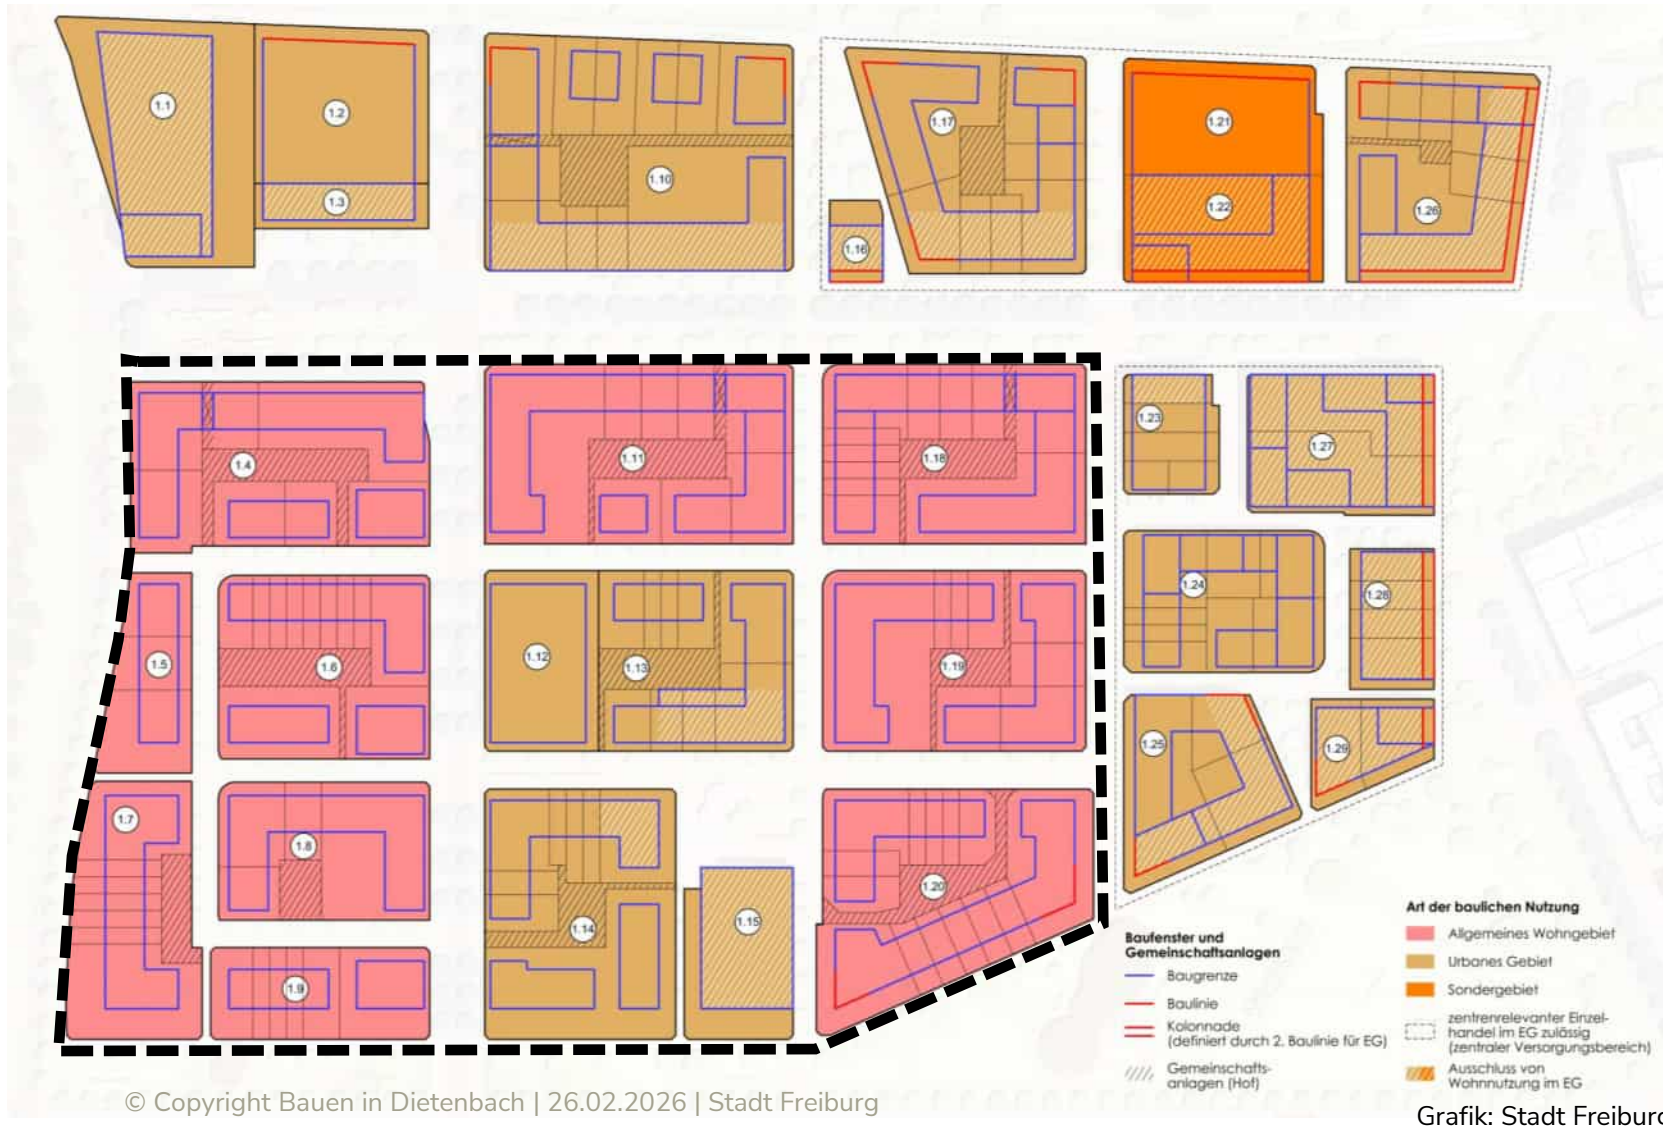 1.1
1.2
1.3
1.10
1.17
1.16
1.21
1.22
1.26
1.4
1.11
1.18
1.23
1.27
1.5
1.6
1.12
1.13
1.19
1.24
1.28
1.7
1.8
1.14
1.15
1.20
1.25
1.29
1.9
Baufenster und
Gemeinschaftsanlagen
Baugrenze
Baulinie
Kolonnade
(definiert durch 2. Baulinie für EG)
Gemeinschafts-
anlagen (Hof)
Art der baulichen Nutzung
Allgemeines Wohngebiet
Urbanes Gebiet
Sondergebiet
zentrenrelevanter Einzel-
handel im EG zulässig
(zentraler Versorgungsbereich)
Ausschluss von
Wohnnutzung im EG
© Copyright Bauen in Dietenbach | 26.02.2026 | Stadt Freiburg
Grafik: Stadt Freiburg